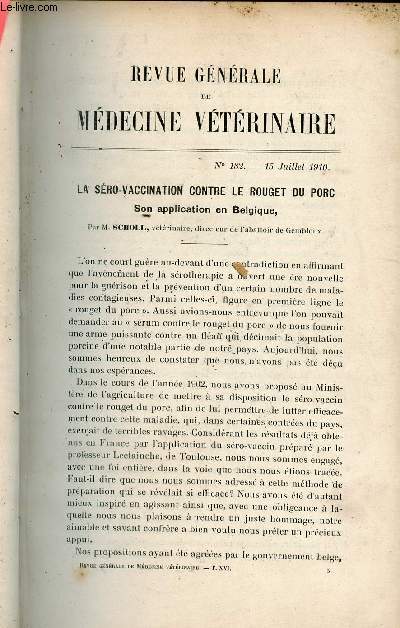 www.le-livre.com
REVUE GÉNÉRALE
DE
MÉDECINE VÉTÉRINAIRE
N° 182. 15 Juillet 1910.
LA SÉRO-VACCINATION CONTRE LE ROUGET DU PORC
Son application en Belgique,
Par M. SCHOLL, vétérinaire, directeur de l'abattoir de Gembloux
L'on ne court guère au-devant d'une contradiction en affirmant
que l'avènement de la sérothérapie a ouvert une ère nouvelle
pour la guérison et la prévention d'un certain nombre de mala-
dies contagieuses. Parmi celles-ci, figure en première ligne le
« rouget du porc ». Aussi avions-nous entrevu que l'on pouvait
demander au « serum contre le rouget du porc » de nous fournir
une arme puissante contre un fléau qui décimait la population
porcine d'une notable partie de notre pays. Aujourd'hui, nous
sommes heureux de constater que nous n'avons pas été déçu
dans nos espérances.
Dans le cours de l'année 1902, nous avons proposé au Minis-
tère de l'agriculture de mettre à sa disposition le séro-vaccin
contre le rouget du porc, afin de lui permettre de lutter efficace-
ment contre cette maladie, qui, dans certaines contrées du pays,
exerçait de terribles ravages. Considérant les résultats déjà obte-
nus en France par l'application du séro-vaccin préparé par le
professeur Leclainche, de Toulouse, nous nous sommes engagé,
avec une foi entière, dans la voie que nous nous étions tracée.
Faut-il dire que nous nous sommes adressé à cette méthode de
préparation qui se révélait si efficace? Nous avons été d'autant
mieux inspiré en agissant ainsi que, avec une obligeance à la-
quelle nous nous plaisons à rendre un juste hommage, notre
aimable et savant confrère a bien voulu nous prêter un précieux
appui.
Nos propositions ayant été agréées par le gouvernement belge,
REVUE GÉNÉRALE DE MÉDECINE VÉTÉRINAIRE — T. XVI.